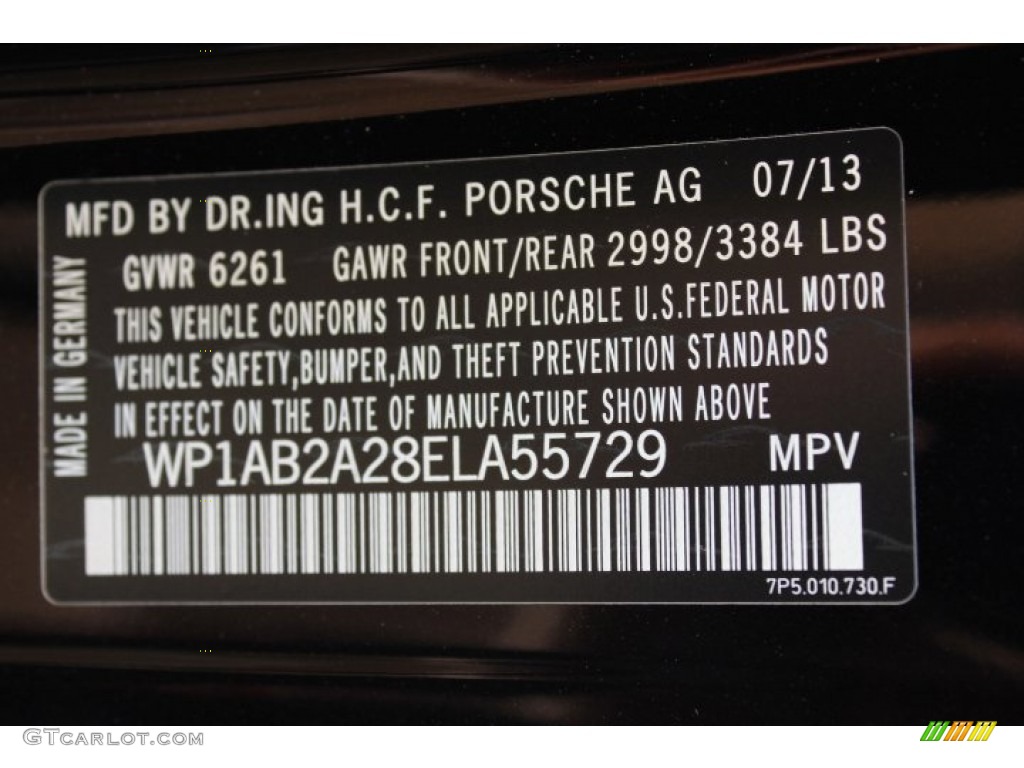 MFD BY DR.ING H.C.F. PORSCHE AG 07/13
GVWR 6261 GAWR FRONT/REAR 2998/3384 LBS
THIS VEHICLE CONFORMS TO ALL APPLICABLE U.S.FEDERAL MOTOR
VEHICLE SAFETY,BUMPER,AND THEFT PREVENTION STANDARDS
IN EFFECT ON THE DATE OF MANUFACTURE SHOWN ABOVE
MADE IN GERMANY
WP1AB2A28ELA55729 MPV
7P5.010.730.F
GTCARLOT.COM